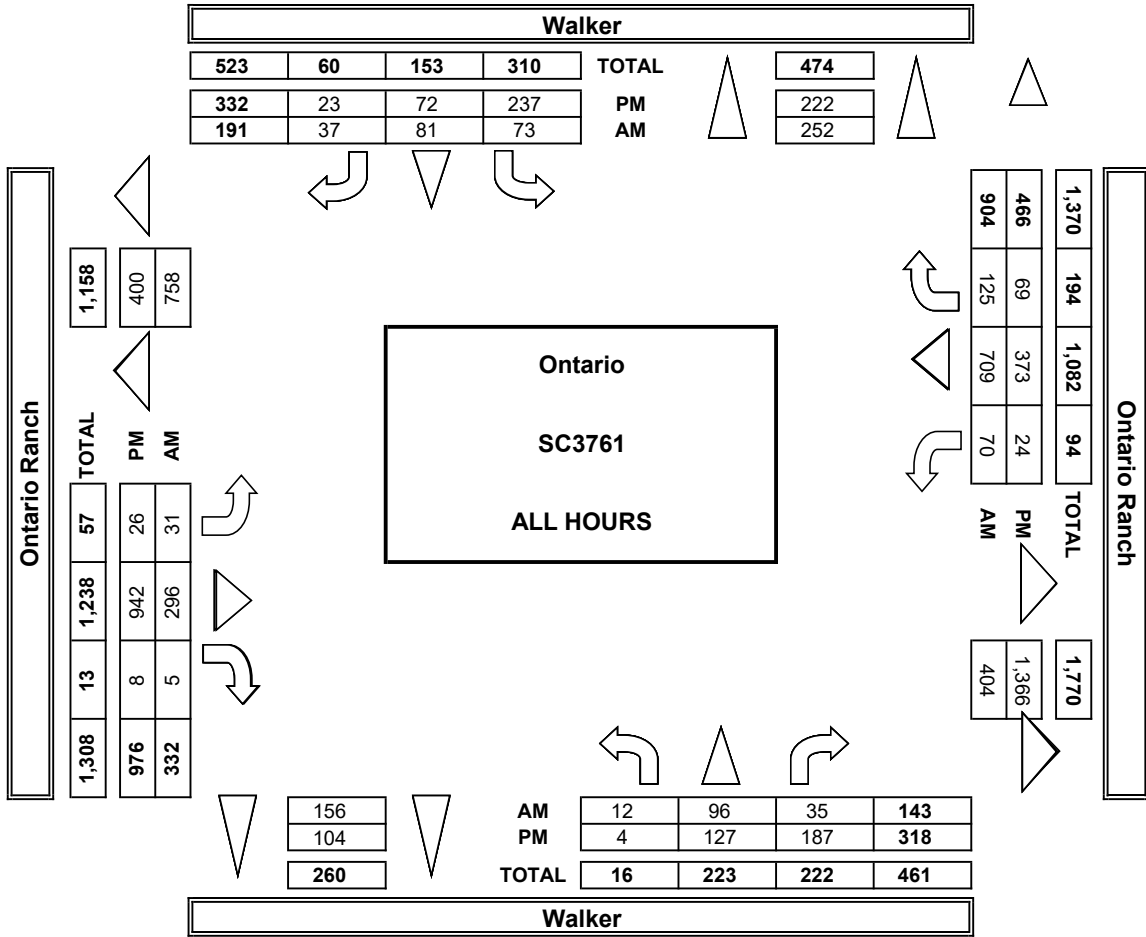 Walker
523 60 153 310 TOTAL 474
332 23 72 237 PM 222
191 37 81 73 AM 252
Ontario Ranch
1,158
400
758
TOTAL
PM
AM
57 1,238 13 1,308
26 942 8 976
31 296 5 332
Ontario
SC3761
ALL HOURS
1,370 194 1,082 94 TOTAL
466 69 373 24 PM
904 125 709 70 AM
1,770
1,366
404
Ontario Ranch
156 AM 12 96 35 143
104 PM 4 127 187 318
260 TOTAL 16 223 222 461
Walker